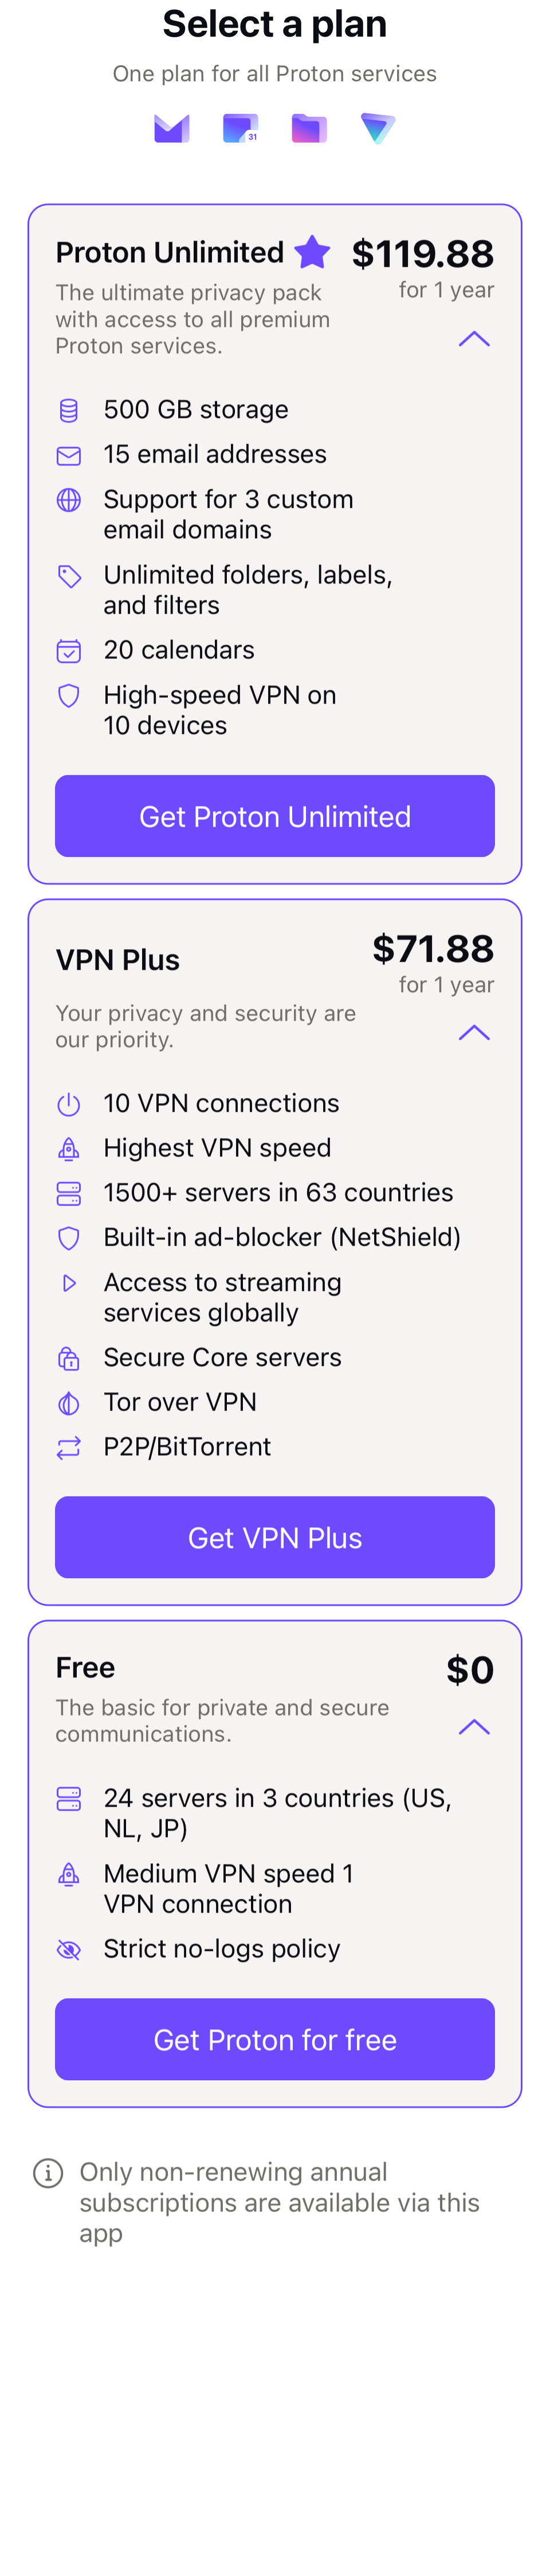 Select a plan
One plan for all Proton services
31
Proton Unlimited
$119.88
for 1 year
The ultimate privacy pack
with access to all premium
Proton services.
500 GB storage
15 email addresses
Support for 3 custom
email domains
Unlimited folders, labels,
and filters
20 calendars
High-speed VPN on
10 devices
Get Proton Unlimited
VPN Plus
$71.88
for 1 year
Your privacy and security are
our priority.
10 VPN connections
Highest VPN speed
1500+ servers in 63 countries
Built-in ad-blocker (NetShield)
Access to streaming
services globally
Secure Core servers
Tor over VPN
P2P/BitTorrent
Get VPN Plus
Free
$0
The basic for private and secure
communications.
24 servers in 3 countries (US,
NL, JP)
Medium VPN speed 1
VPN connection
Strict no-logs policy
Get Proton for free
Only non-renewing annual
subscriptions are available via this
app